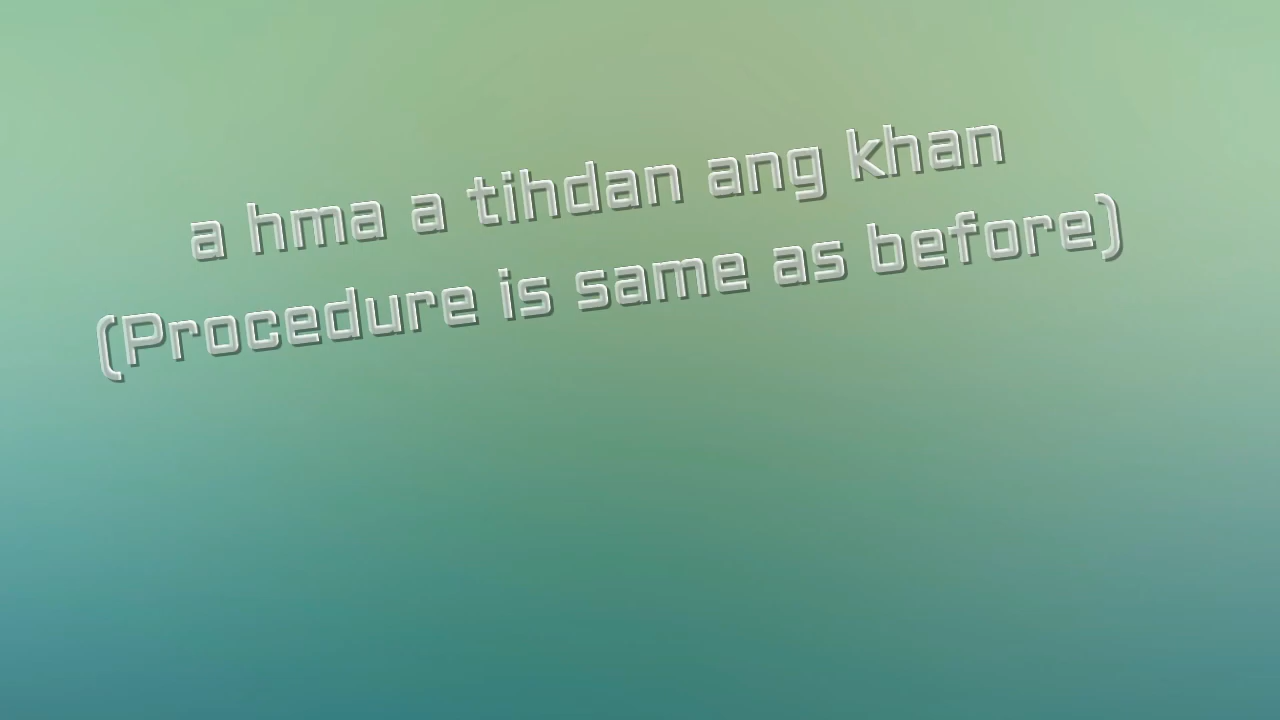 a hma a tihdan ang khan
(Procedure is same as before)